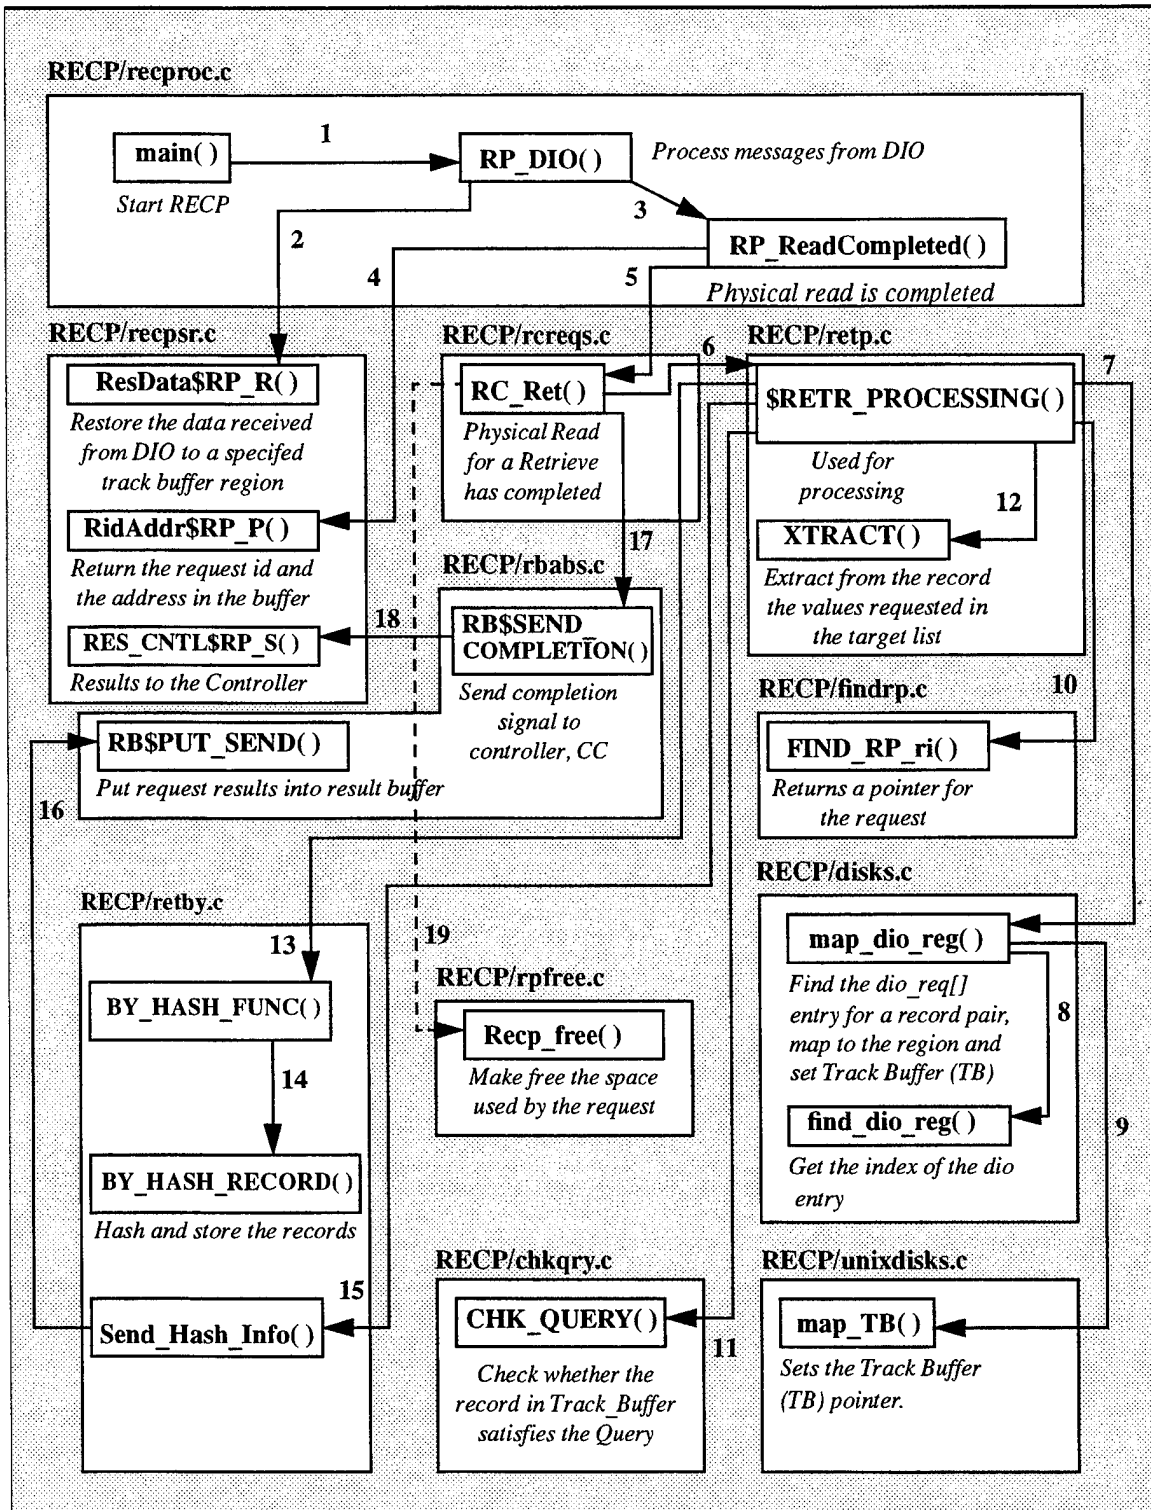 RECP/recproc.c
1
main( )
RP_DIO( )
Process messages from DIO
Start RECP
2
3
RP_ReadCompleted( )
4
5
Physical read is completed
RECP/recpsr.c
ResData$RP_R( )
Restore the data received
from DIO to a specifed
track buffer region
RidAddr$RP_P( )
Return the request id and
the address in the buffer
RES_CNTL$RP_S( )
Results to the Controller
RECP/rcreqs.c
6
RC_Ret( )
Physical Read
for a Retrieve
has completed
17
RECP/retp.c
7
$RETR_PROCESSING( )
Used for
processing
12
XTRACT( )
Extract from the record
the values requested in
the target list
RECP/rbabs.c
18
RB$SEND_
COMPLETION( )
Send completion
signal to
controller, CC
RB$PUT_SEND( )
Put request results into result buffer
16
RECP/findrp.c
10
FIND_RP_ri( )
Returns a pointer for
the request
RECP/retby.c
13
BY_HASH_FUNC( )
14
BY_HASH_RECORD( )
Hash and store the records
15
Send_Hash_Info( )
19
RECP/rpfree.c
Recp_free( )
Make free the space
used by the request
RECP/disks.c
map_dio_reg( )
Find the dio_req[]
entry for a record pair,
map to the region and
set Track Buffer (TB)
8
find_dio_reg( )
9
Get the index of the dio
entry
RECP/chkqry.c
CHK_QUERY( )
11
Check whether the
record in Track_Buffer
satisfies the Query
RECP/unixdisks.c
map_TB( )
Sets the Track Buffer
(TB) pointer.